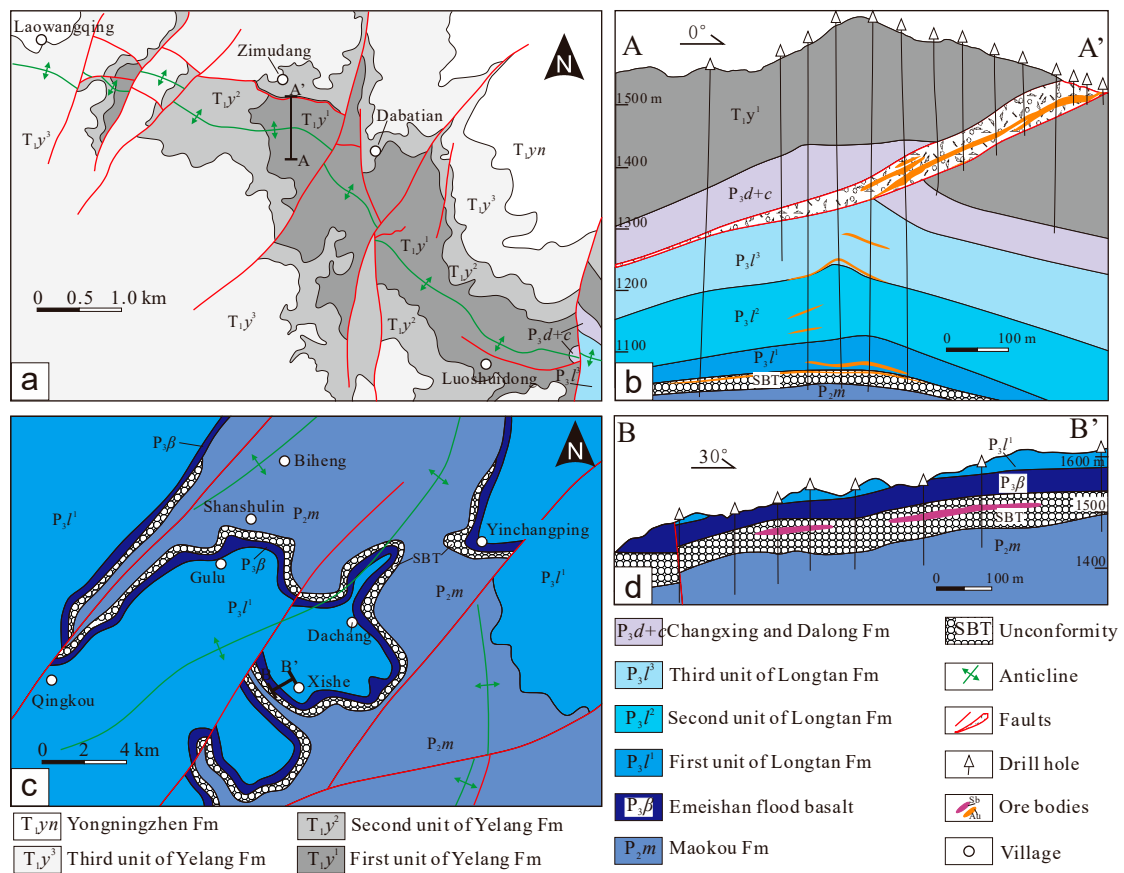 Laowangqing
Zimudang
N
A'
T₁y²
T₁y¹
A
Dabatian
T₁yn
T₁y³
T₁y³
T₁y¹
T₁y²
0 0.5 1.0 km
T₁y³
T₁y²
P₃d+c
Luoshuidong
P₃l³
a
A
0°
A'
1500 m
T₁y¹
1400
P₃d+c
1300
P₃l³
1200
P₃l²
0 100 m
1100
P₃l¹
SBT
P₂m
b
P₃β
N
Biheng
Shanshulin
P₃l¹
P₂m
Yinchangping
P₃β
SBT
Gulu
P₂m
P₃l¹
P₃l¹
Dachang
B'
Xishe
Qingkou
P₂m
0 2 4 km
c
B
B'
30°
P₃l¹
1600 m
P₃β
1500
SBT
P₂m
1400
0 100 m
d
P₃d+c Changxing and Dalong Fm
P₃l³ Third unit of Longtan Fm
P₃l² Second unit of Longtan Fm
P₃l¹ First unit of Longtan Fm
P₃β Emeishan flood basalt
P₂m Maokou Fm
SBT Unconformity
Anticline
Faults
Drill hole
Sb
Au
Ore bodies
Village
T₁yn Yongningzhen Fm
T₁y² Second unit of Yelang Fm
T₁y³ Third unit of Yelang Fm
T₁y¹ First unit of Yelang Fm